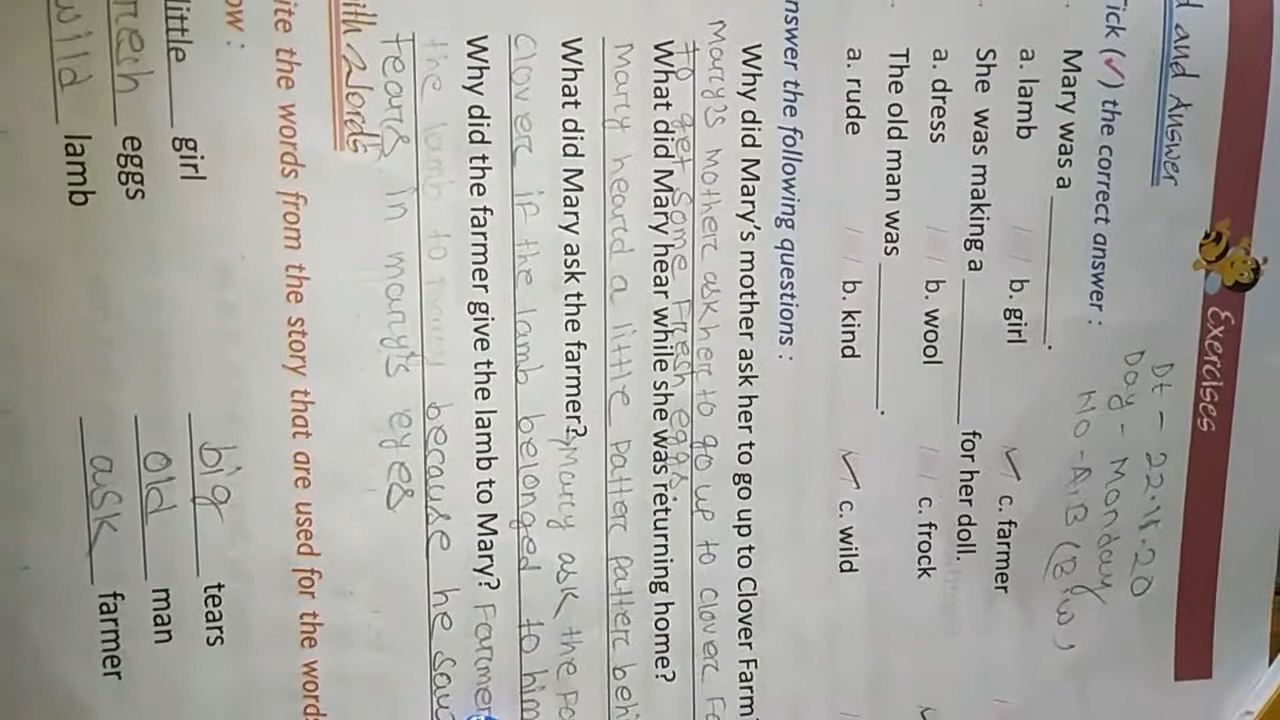 Exercises
Dt - 22.11.20
Day - Monday
d and Answer
ick (✓) the correct answer :
Mary was a ________.
a. lamb b. girl ✓ c. farmer
She was making a ________ for her doll.
a. dress b. wool c. frock
The old man was ________.
a. rude b. kind ✓ c. wild
nswer the following questions :
Why did Mary's mother ask her to go up to Clover Farm
Mary's mother ask her to go up to clover
to get some Fresh eggs
What did Mary hear while she was returning home?
Mary heard a little patter patter behi
What did Mary ask the farmer? Mary ask the
Clover if the lamb belonged to him
Why did the farmer give the lamb to Mary? Farmer
the lamb to mary because he saw
tears in mary's eyes
ith Words
ite the words from the story that are used for the words
ow :
little girl big tears
resh eggs old man
wild lamb ask farmer